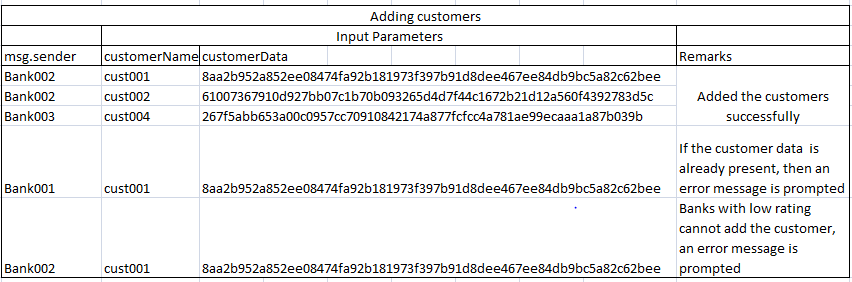 Adding customers
Input Parameters
msg.sender customerName customerData Remarks
Bank002 cust001 8aa2b952a852ee08474fa92b181973f397b91d8dee467ee84db9bc5a82c62bee
Bank002 cust002 61007367910d927bb07c1b70b093265d4d7f44c1672b21d12a560f4392783d5c
Added the customers
successfully
Bank003 cust004 267f5abb653a00c0957cc70910842174a877fcfcc4a781ae99ecaaa1a87b039b
If the customer data is
already present, then an
error message is prompted
Bank001 cust001 8aa2b952a852ee08474fa92b181973f397b91d8dee467ee84db9bc5a82c62bee
Banks with low rating
cannot add the customer,
an error message is
prompted
Bank002 cust001 8aa2b952a852ee08474fa92b181973f397b91d8dee467ee84db9bc5a82c62bee